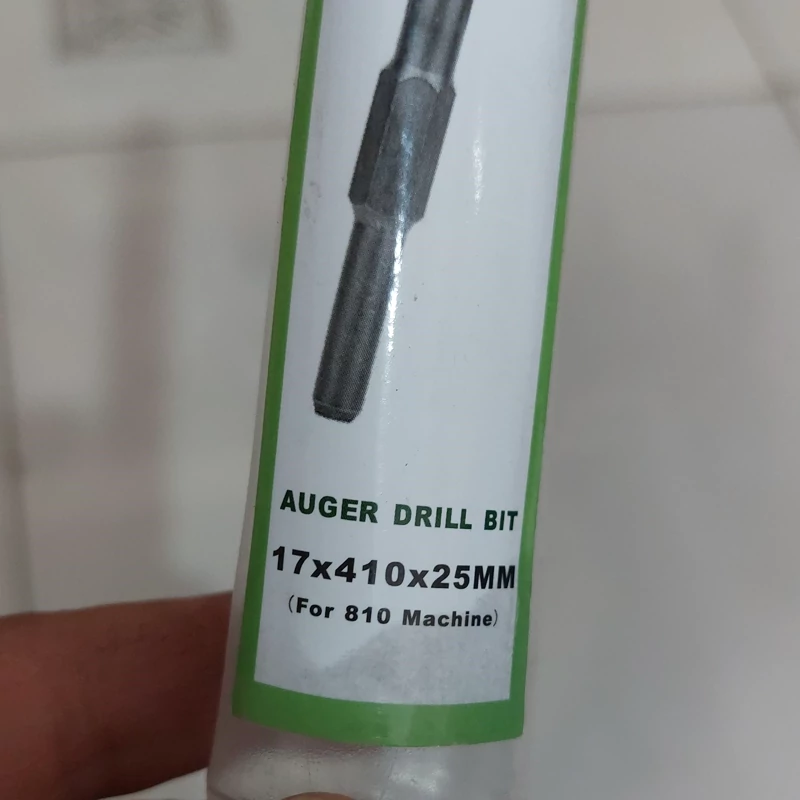 AUGER DRILL BIT
17x410x25MM
(For 810 Machine)